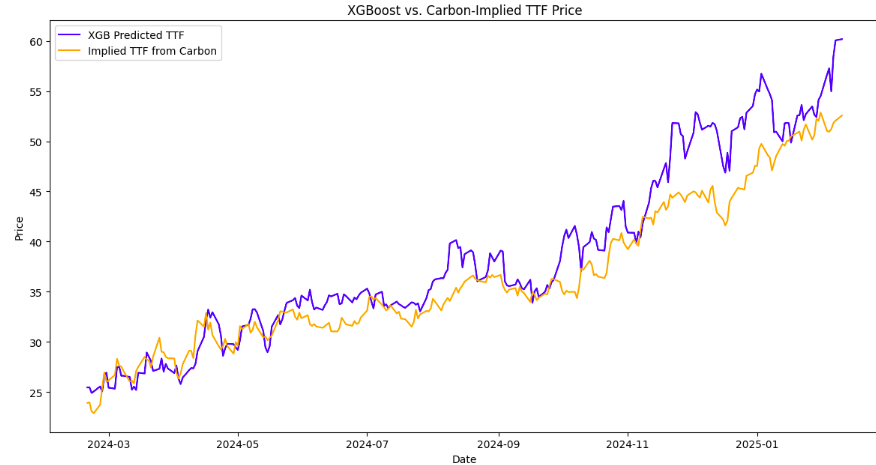 XGBoost vs. Carbon-Implied TTF Price
XGB Predicted TTF
Implied TTF from Carbon
60
55
50
45
40
35
30
25
Price
2024-03
2024-05
2024-07
2024-09
2024-11
2025-01
Date